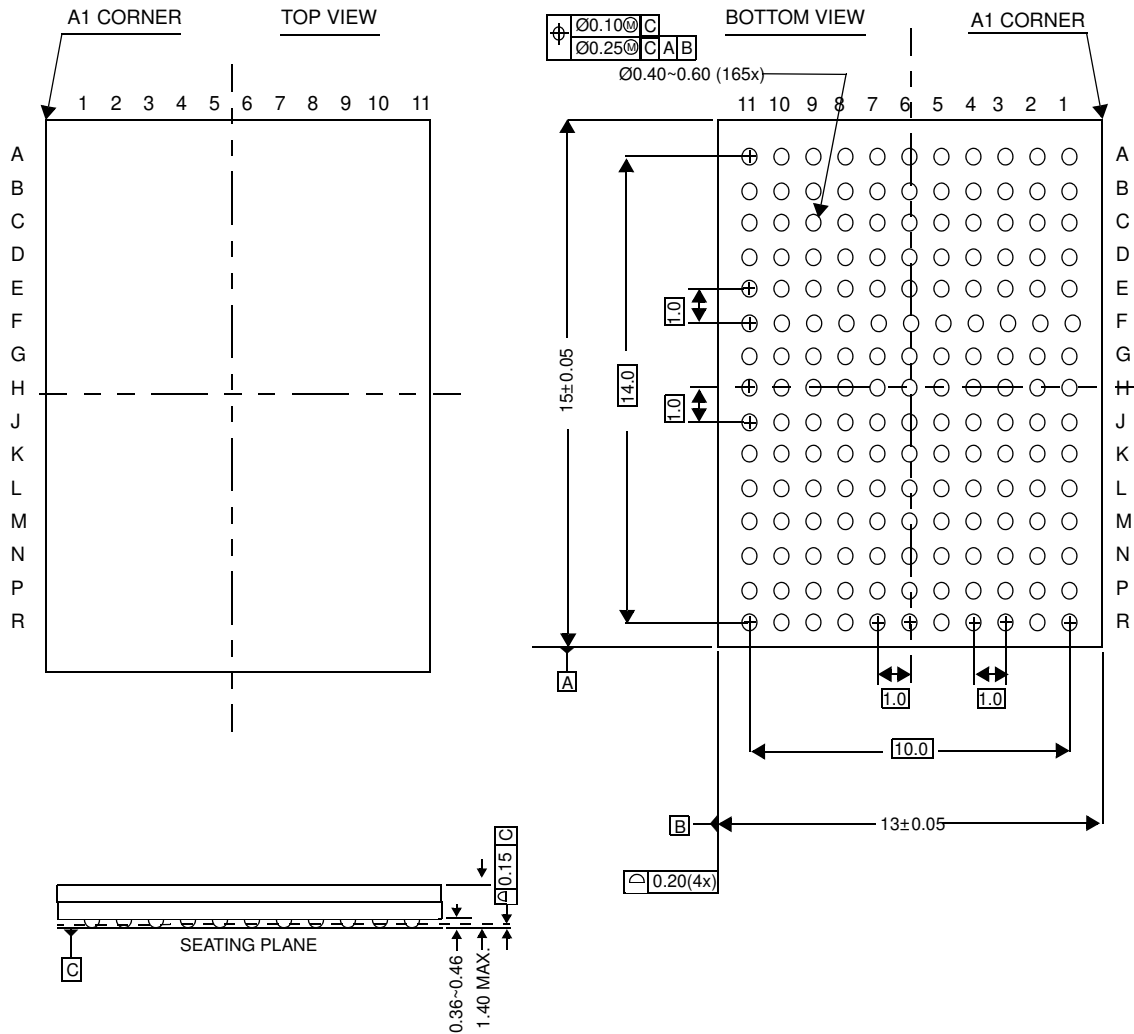 A1 CORNER
TOP VIEW
1 2 3 4 5 6 7 8 9 10 11
A
B
C
D
E
F
G
H
J
K
L
M
N
P
R
Ø0.10Ⓜ C
Ø0.25Ⓜ C A B
BOTTOM VIEW
A1 CORNER
Ø0.40~0.60 (165x)
11 10 9 8 7 6 5 4 3 2 1
A
B
C
D
E
F
G
H
J
K
L
M
N
P
R
15±0.05
14.0
1.0
1.0
A
1.0
1.0
10.0
B
13±0.05
0.20(4x)
0.15 C
SEATING PLANE
C
0.36~0.46
1.40 MAX.